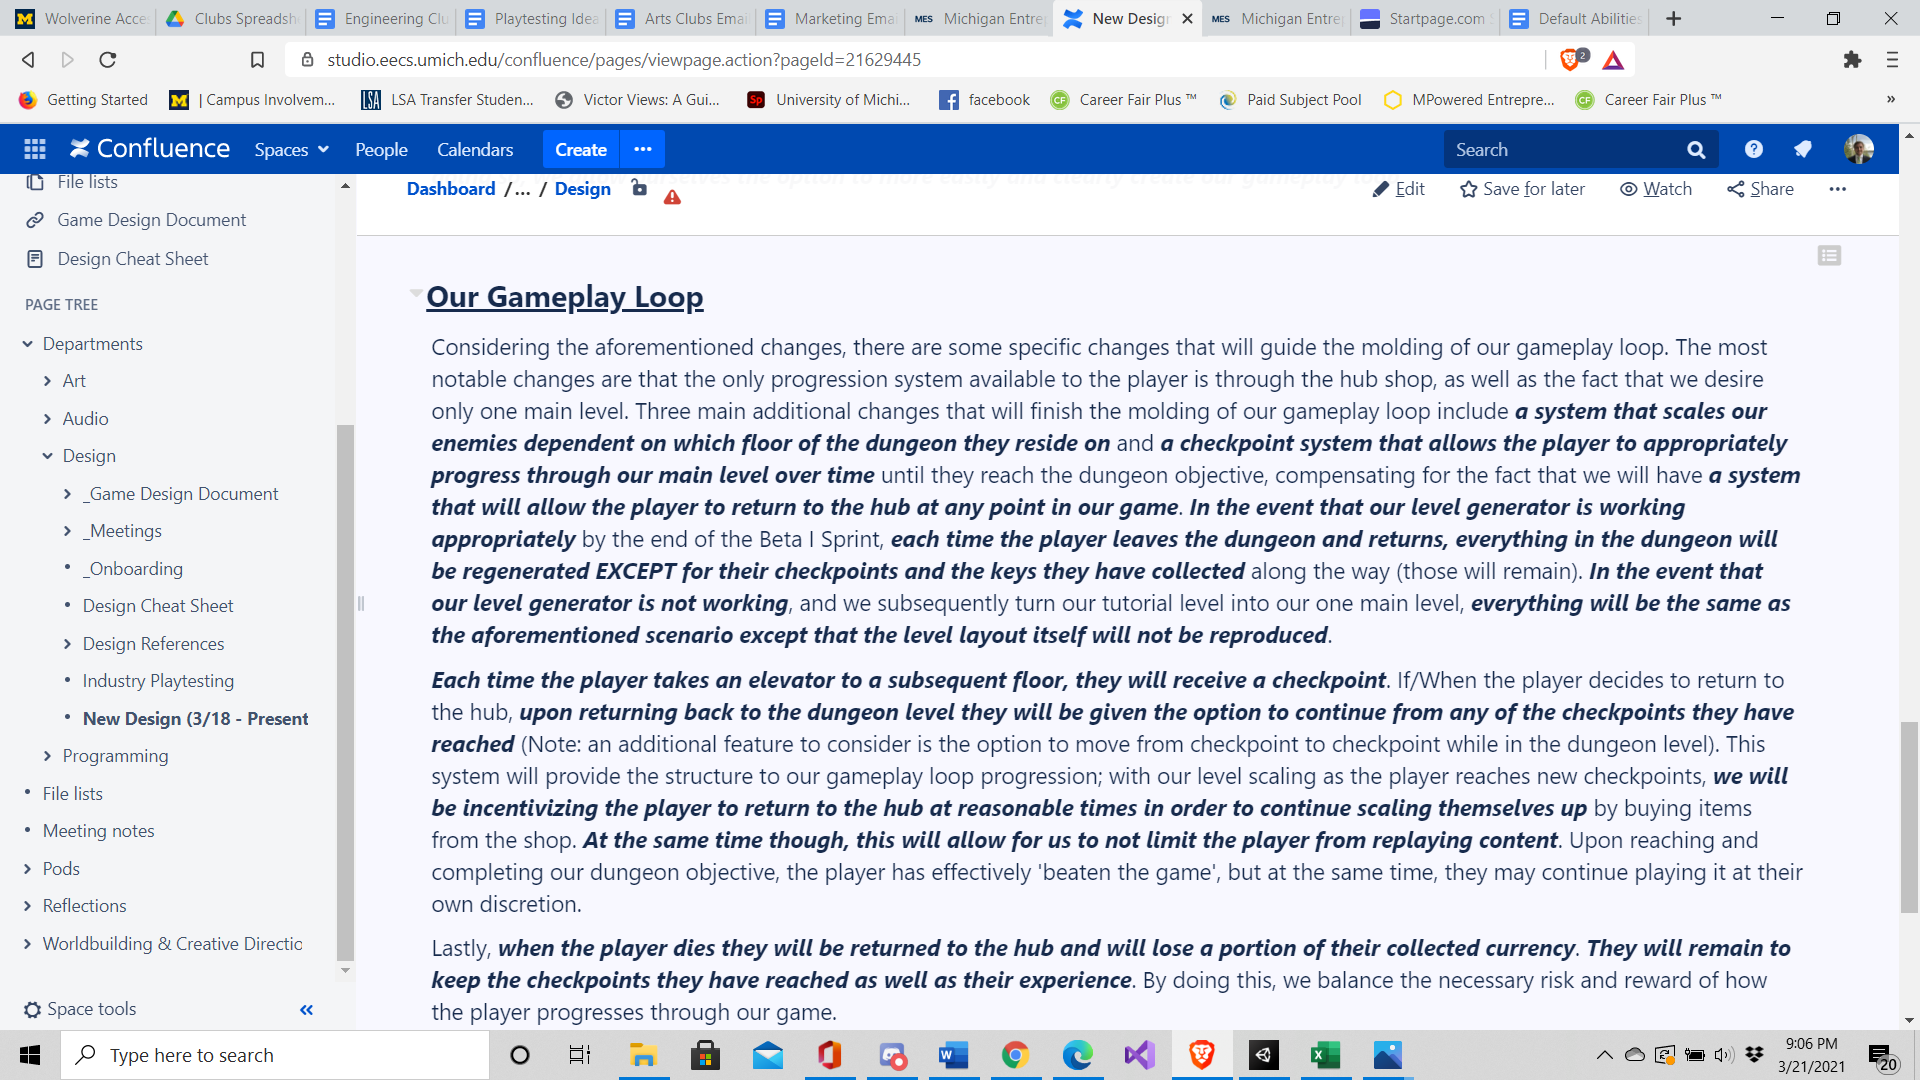 Wolverine Acce
Clubs Spreadsh
Engineering Clu
Playtesting Idea
Arts Clubs Emai
Marketing Emai
MES Michigan Entre
New Design
MES Michigan Entre
Startpage.com
Default Abilities
studio.eecs.umich.edu/confluence/pages/viewpage.action?pageId=21629445
2
Getting Started
| Campus Involvem...
LSA LSA Transfer Studen...
Victor Views: A Gui...
Sp University of Michi...
facebook
CF Career Fair Plus ™
Paid Subject Pool
MPowered Entrepre...
CF Career Fair Plus ™
»
Confluence
Spaces
People
Calendars
Create
Search
File lists
Game Design Document
Design Cheat Sheet
PAGE TREE
Departments
Art
Audio
Design
_Game Design Document
_Meetings
_Onboarding
Design Cheat Sheet
Design References
Industry Playtesting
New Design (3/18 - Present
Programming
File lists
Meeting notes
Pods
Reflections
Worldbuilding & Creative Directic
Space tools
Dashboard /... / Design
Edit
Save for later
Watch
Share
Our Gameplay Loop
Considering the aforementioned changes, there are some specific changes that will guide the molding of our gameplay loop. The most
notable changes are that the only progression system available to the player is through the hub shop, as well as the fact that we desire
only one main level. Three main additional changes that will finish the molding of our gameplay loop include a system that scales our
enemies dependent on which floor of the dungeon they reside on and a checkpoint system that allows the player to appropriately
progress through our main level over time until they reach the dungeon objective, compensating for the fact that we will have a system
that will allow the player to return to the hub at any point in our game. In the event that our level generator is working
appropriately by the end of the Beta I Sprint, each time the player leaves the dungeon and returns, everything in the dungeon will
be regenerated EXCEPT for their checkpoints and the keys they have collected along the way (those will remain). In the event that
our level generator is not working, and we subsequently turn our tutorial level into our one main level, everything will be the same as
the aforementioned scenario except that the level layout itself will not be reproduced.
Each time the player takes an elevator to a subsequent floor, they will receive a checkpoint. If/When the player decides to return to
the hub, upon returning back to the dungeon level they will be given the option to continue from any of the checkpoints they have
reached (Note: an additional feature to consider is the option to move from checkpoint to checkpoint while in the dungeon level). This
system will provide the structure to our gameplay loop progression; with our level scaling as the player reaches new checkpoints, we will
be incentivizing the player to return to the hub at reasonable times in order to continue scaling themselves up by buying items
from the shop. At the same time though, this will allow for us to not limit the player from replaying content. Upon reaching and
completing our dungeon objective, the player has effectively 'beaten the game', but at the same time, they may continue playing it at their
own discretion.
Lastly, when the player dies they will be returned to the hub and will lose a portion of their collected currency. They will remain to
keep the checkpoints they have reached as well as their experience. By doing this, we balance the necessary risk and reward of how
the player progresses through our game.
Type here to search
9:06 PM
3/21/2021
20